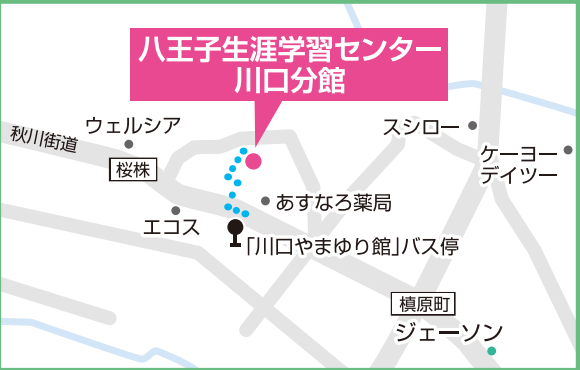 八王子生涯学習センター
川口分館
秋川街道
ウェルシア
桜株
スシロー
ケーヨー
デイツー
あすなろ薬局
エコス
「川口やまゆり館」バス停
槙原町
ジェーソン